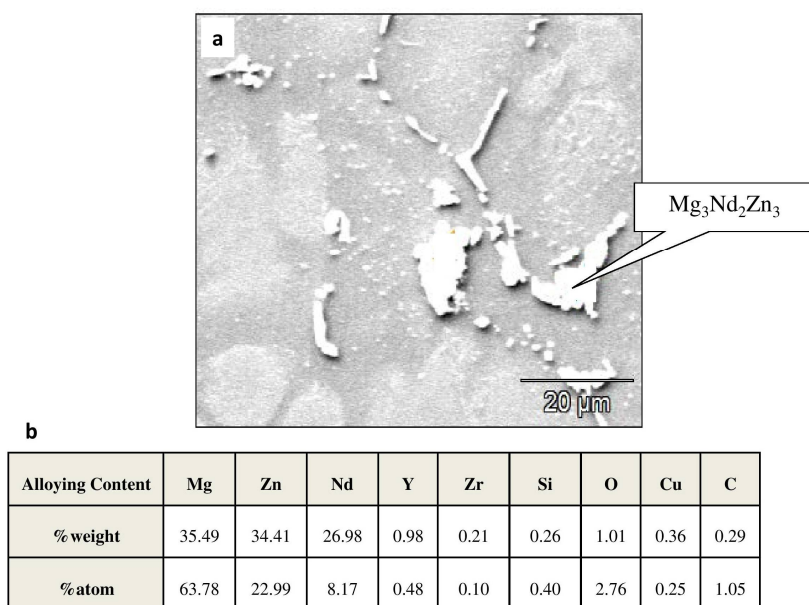 a
Mg₃Nd₂Zn₃
20 µm
b
Alloying Content Mg Zn Nd Y Zr Si O Cu C
%weight 35.49 34.41 26.98 0.98 0.21 0.26 1.01 0.36 0.29
%atom 63.78 22.99 8.17 0.48 0.10 0.40 2.76 0.25 1.05